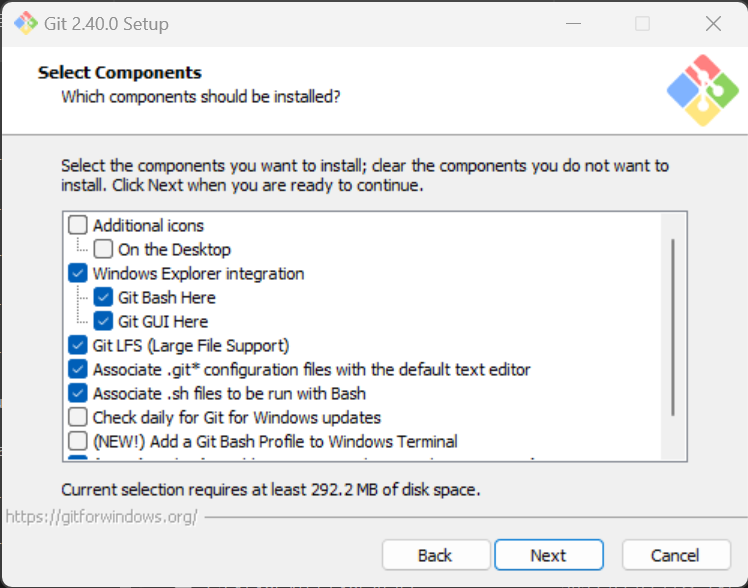 Git 2.40.0 Setup
Select Components
Which components should be installed?
Select the components you want to install; clear the components you do not want to
install. Click Next when you are ready to continue.
Additional icons
On the Desktop
Windows Explorer integration
Git Bash Here
Git GUI Here
Git LFS (Large File Support)
Associate .git* configuration files with the default text editor
Associate .sh files to be run with Bash
Check daily for Git for Windows updates
(NEW!) Add a Git Bash Profile to Windows Terminal
Current selection requires at least 292.2 MB of disk space.
https://gitforwindows.org/
Back Next Cancel